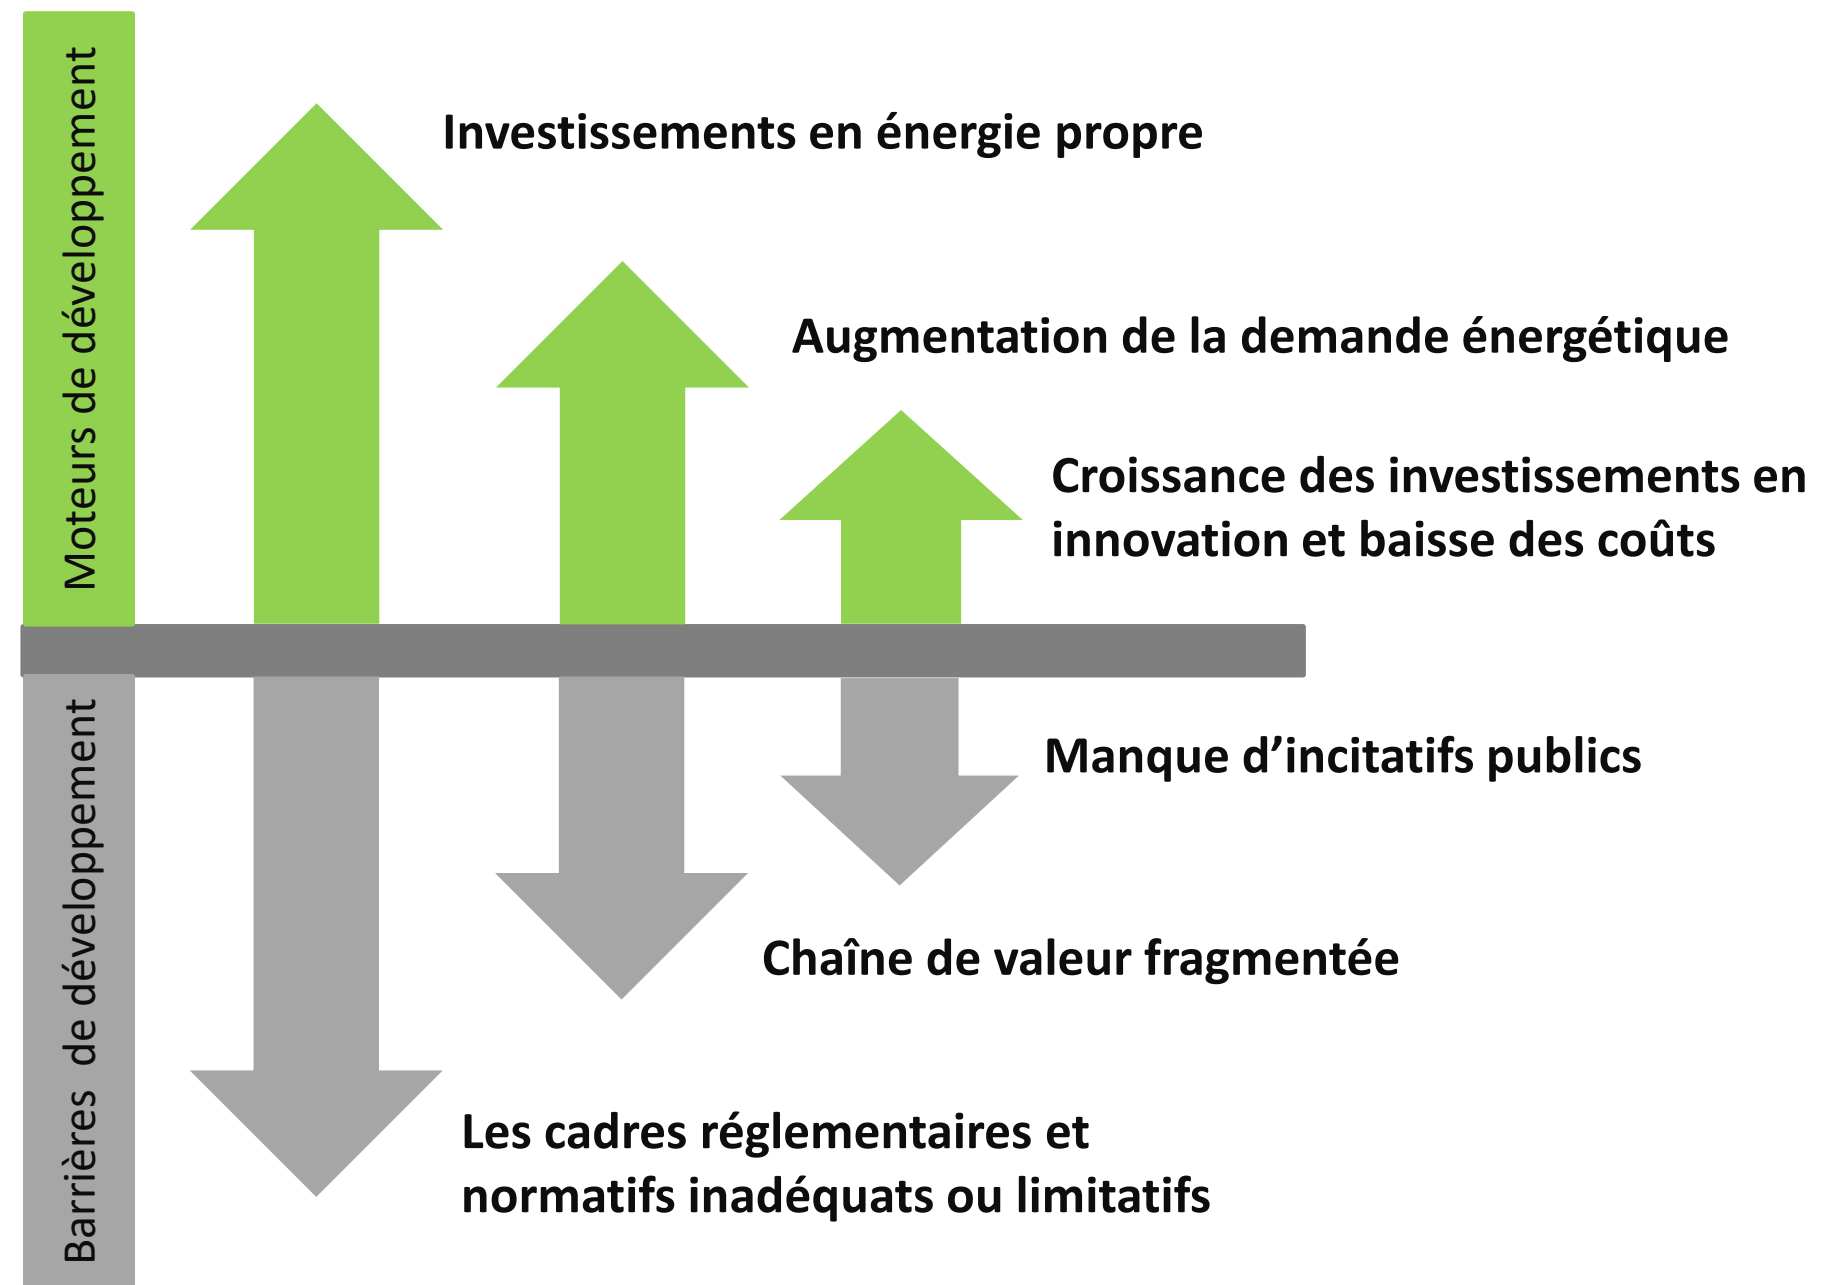 Moteurs de développement
Investissements en énergie propre
Augmentation de la demande énergétique
Croissance des investissements en
innovation et baisse des coûts
Barrières de développement
Manque d’incitatifs publics
Chaîne de valeur fragmentée
Les cadres réglementaires et
normatifs inadéquats ou limitatifs